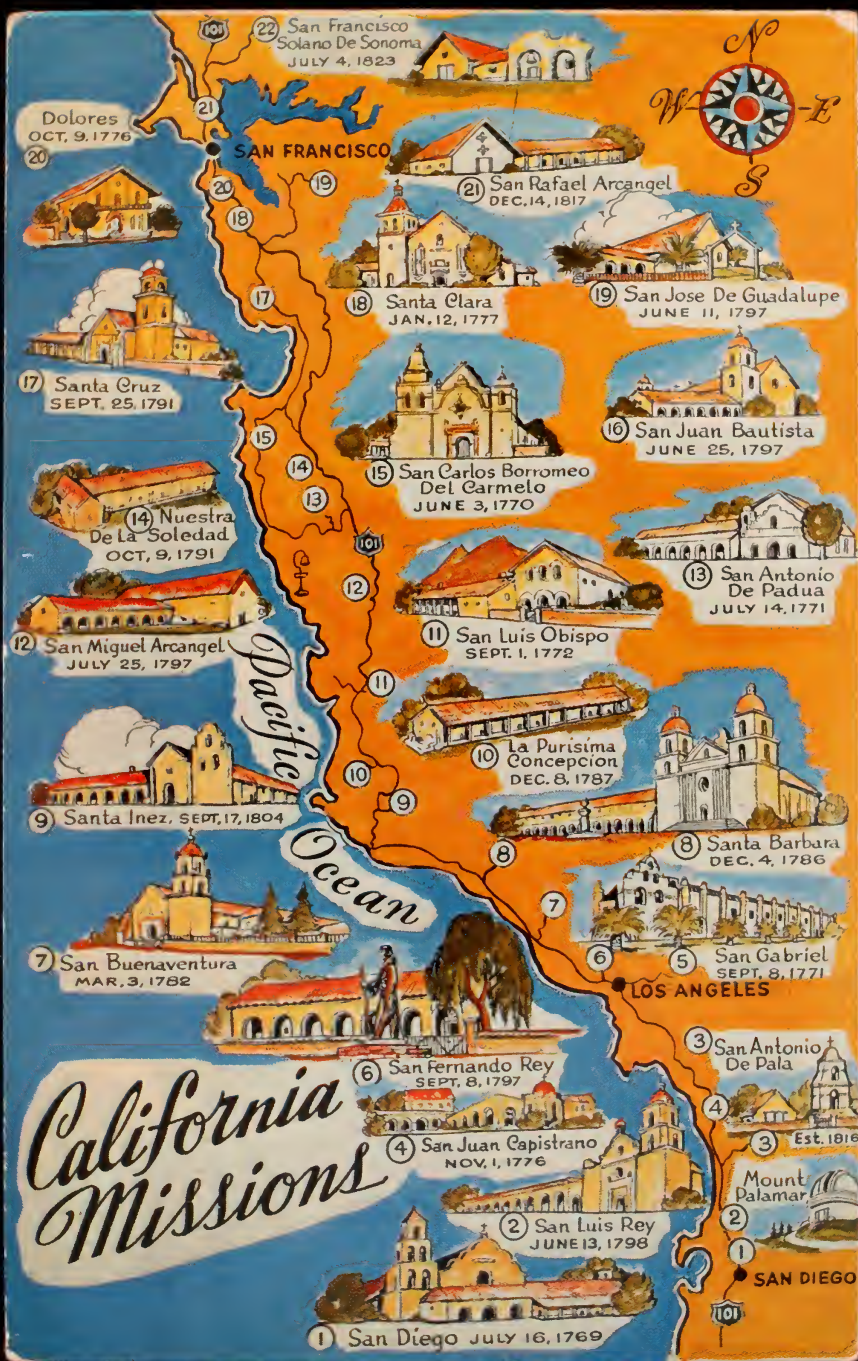 101
22 San Francisco
Solano De Sonoma
JULY 4, 1823
N
W E
S
Dolores
OCT, 9, 1776
20
21
SAN FRANCISCO
21 San Rafael Arcangel
DEC. 14, 1817
20
19
18
18 Santa Clara
JAN. 12, 1777
19 San Jose De Guadalupe
JUNE 11, 1797
17
17 Santa Cruz
SEPT. 25, 1791
16 San Juan Bautista
JUNE 25, 1797
15
15 San Carlos Borromeo
Del Carmelo
JUNE 3, 1770
14
13
14 Nuestra
De La Soledad
OCT, 9, 1791
101
13 San Antonio
De Padua
JULY 14, 1771
12
12 San Miguel Arcangel
JULY 25, 1797
11 San Luis Obispo
SEPT. 1, 1772
Pacific
Ocean
11
10 La Purísima
Concepcíon
DEC. 8, 1787
10
9
9 Santa Inez, SEPT, 17, 1804
8 Santa Barbara
DEC. 4, 1786
8
7
7 San Buenaventura
MAR. 3, 1782
6
5 San Gabriel
SEPT. 8, 1771
LOS ANGELES
6 San Fernando Rey
SEPT. 8, 1797
3 San Antonio
De Pala
4
3 Est. 1816
California
Missions
4 San Juan Capistrano
NOV. 1, 1776
Mount
Palamar
2
2 San Luis Rey
JUNE 13, 1798
1
SAN DIEGO
101
1 San Diego JULY 16, 1769